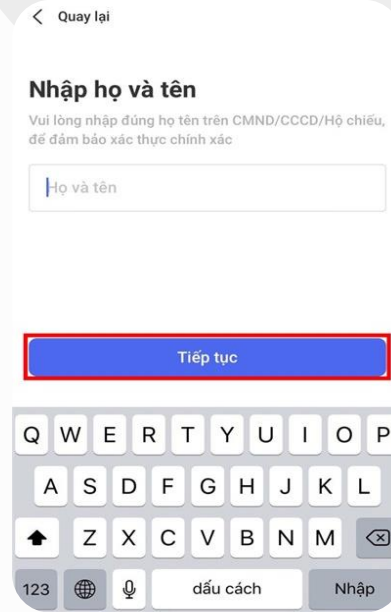 Quay lại
Nhập họ và tên
Vui lòng nhập đúng họ tên trên CMND/CCCD/Hộ chiếu,
để đảm bảo xác thực chính xác
Họ và tên
Tiếp tục
Q W E R T Y U I O P
A S D F G H J K L
Z X C V B N M
123 dấu cách Nhập